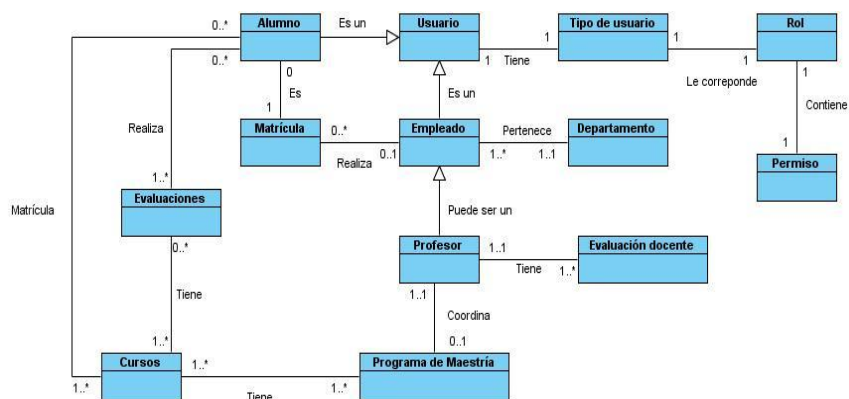 Alumno
Es un
Usuario
Tipo de usuario
Rol
0..*
0..*
1
Tiene
1
1
1
Le correponde
1
0
Es
1
Contiene
1
Realiza
Matrícula
0..*
Realiza
0..1
Es un
Empleado
Pertenece
1..*
1..1
Departamento
Permiso
1..*
Evaluaciones
0..*
Matrícula
Puede ser un
Profesor
1..1
Tiene
1..*
Evaluación docente
1..1
Tiene
Coordina
1..*
0..1
Cursos
1..*
1..*
Tiene
1..*
Programa de Maestría